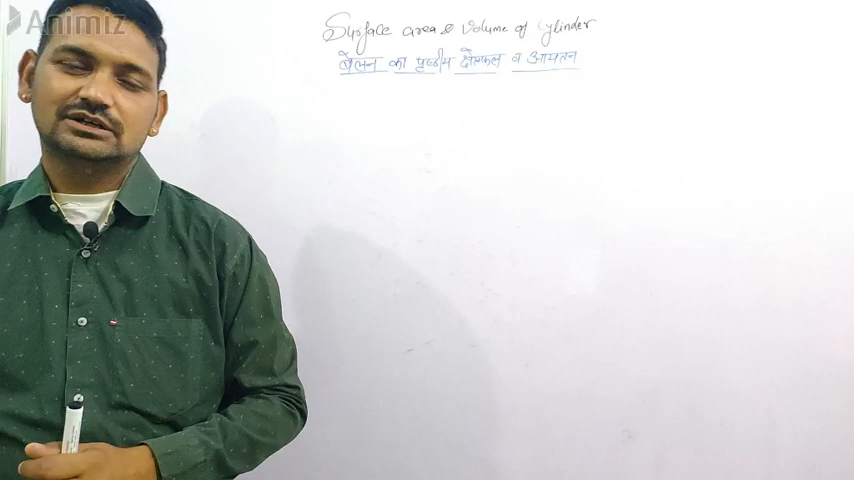 Animiz
Surface area & Volume of cylinder
बेलन का पृष्ठीय क्षेत्रफल व आयतन